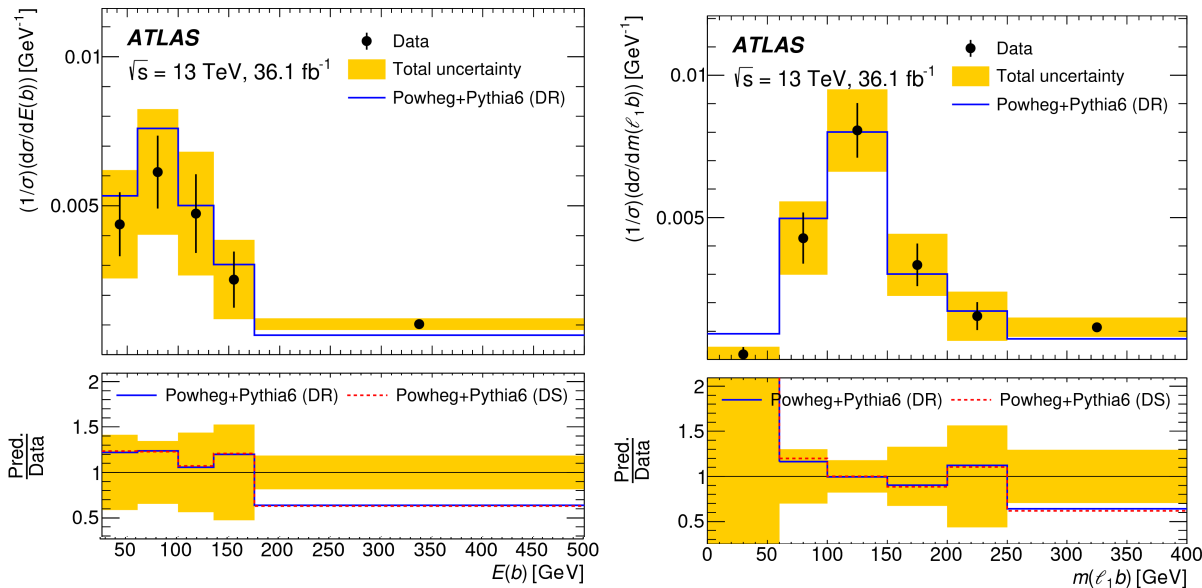 (1/σ)(dσ/dE(b)) [GeV⁻¹]
0.01
0.005
ATLAS
√s = 13 TeV, 36.1 fb⁻¹
Data
Total uncertainty
Powheg+Pythia6 (DR)
Pred.
Data
2
1.5
1
0.5
Powheg+Pythia6 (DR)
Powheg+Pythia6 (DS)
50 100 150 200 250 300 350 400 450 500
E(b) [GeV]
(1/σ)(dσ/dm(ℓ₁b)) [GeV⁻¹]
0.01
0.005
ATLAS
√s = 13 TeV, 36.1 fb⁻¹
Data
Total uncertainty
Powheg+Pythia6 (DR)
Pred.
Data
2
1.5
1
0.5
Powheg+Pythia6 (DR)
Powheg+Pythia6 (DS)
0 50 100 150 200 250 300 350 400
m(ℓ₁b) [GeV]